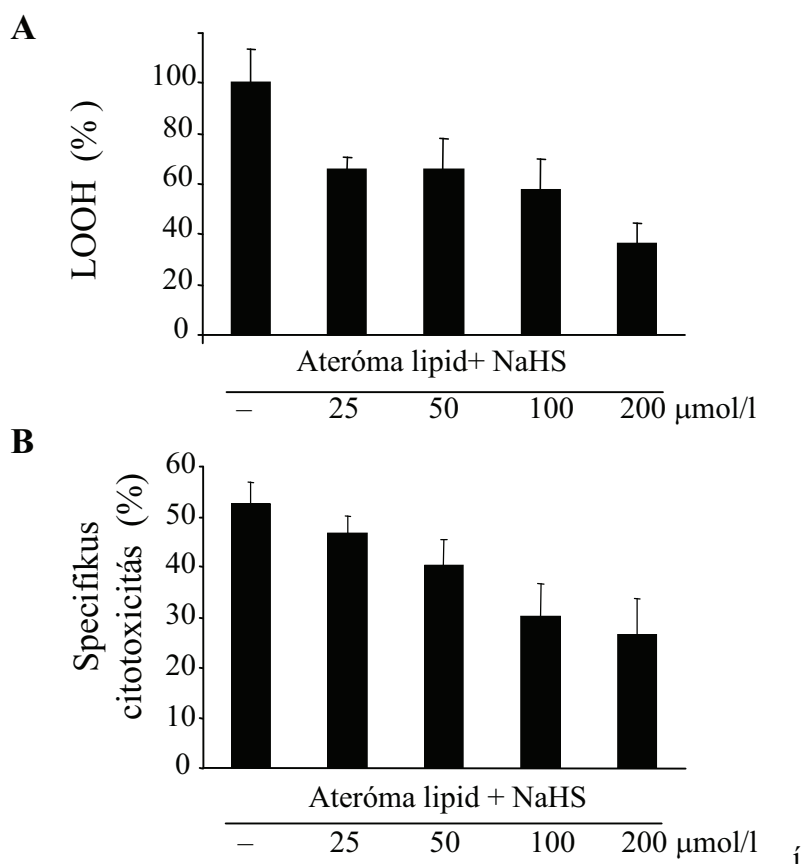 A
LOOH (%)
100
80
60
40
20
0
Ateróma lipid+ NaHS
– 25 50 100 200 μmol/l
B
Specifikus
citotoxicitás (%)
60
50
40
30
20
10
0
Ateróma lipid + NaHS
– 25 50 100 200 μmol/l
í